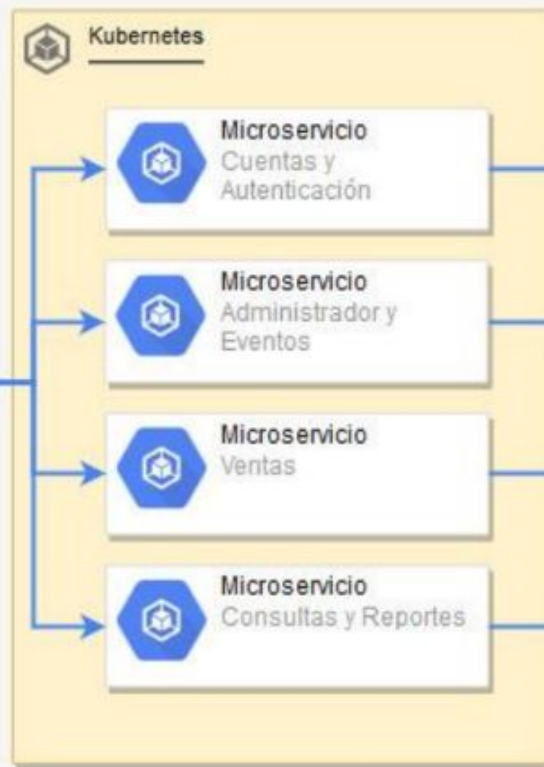 Kubernetes
Microservicio
Cuentas y
Autenticación
Microservicio
Administrador y
Eventos
Microservicio
Ventas
Microservicio
Consultas y Reportes